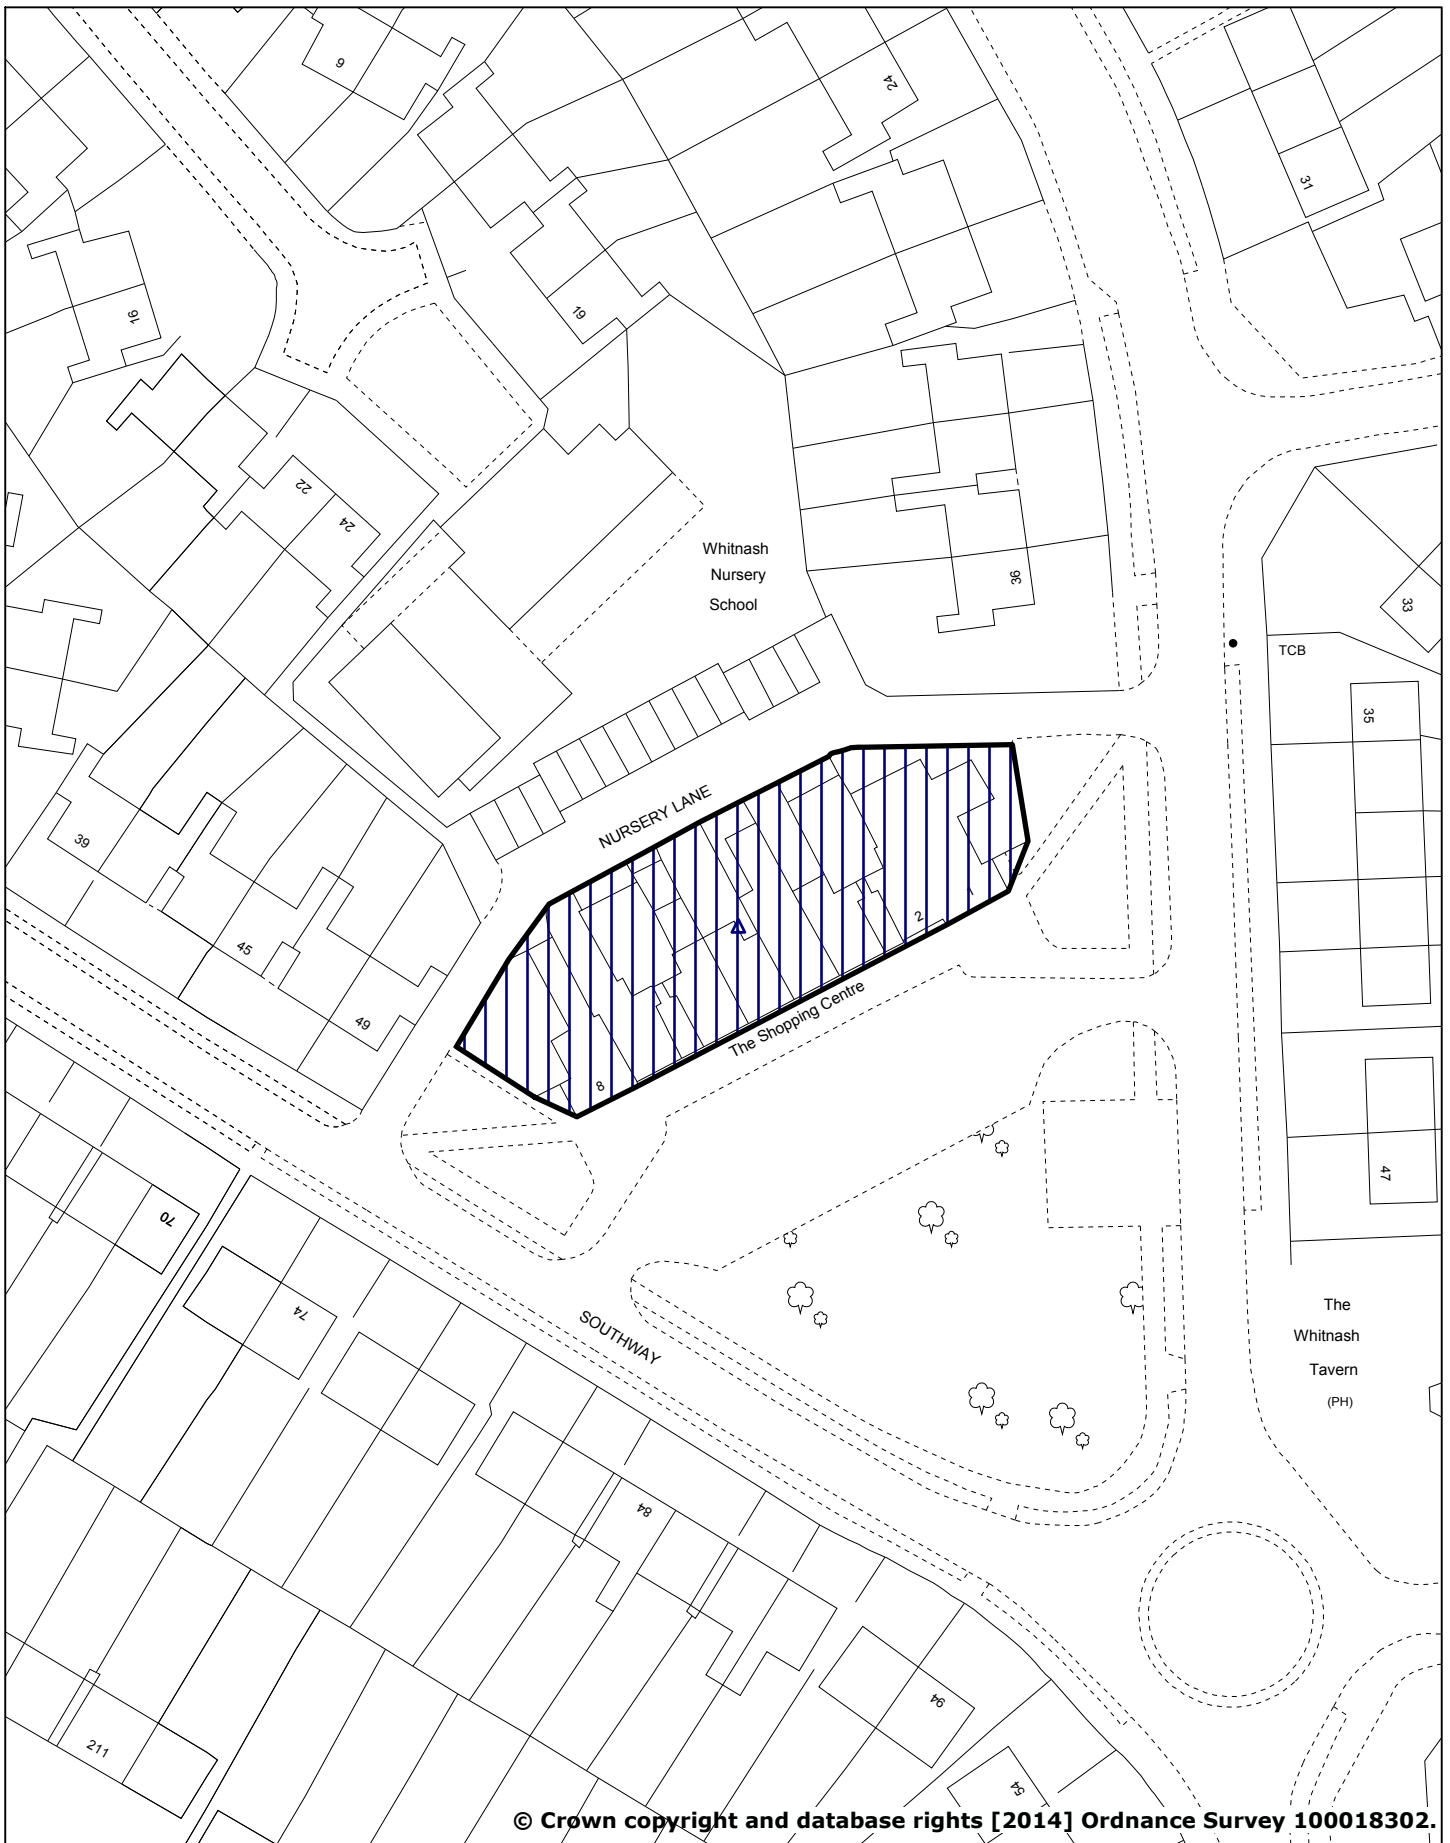 6
24
31
16
19
22
24
Whitnash
Nursery
School
36
33
TCB
35
NURSERY LANE
39
45
49
2
The Shopping Centre
8
47
70
74
SOUTHWAY
The
Whitnash
Tavern
(PH)
84
94
211
54
© Crown copyright and database rights [2014] Ordnance Survey 100018302.